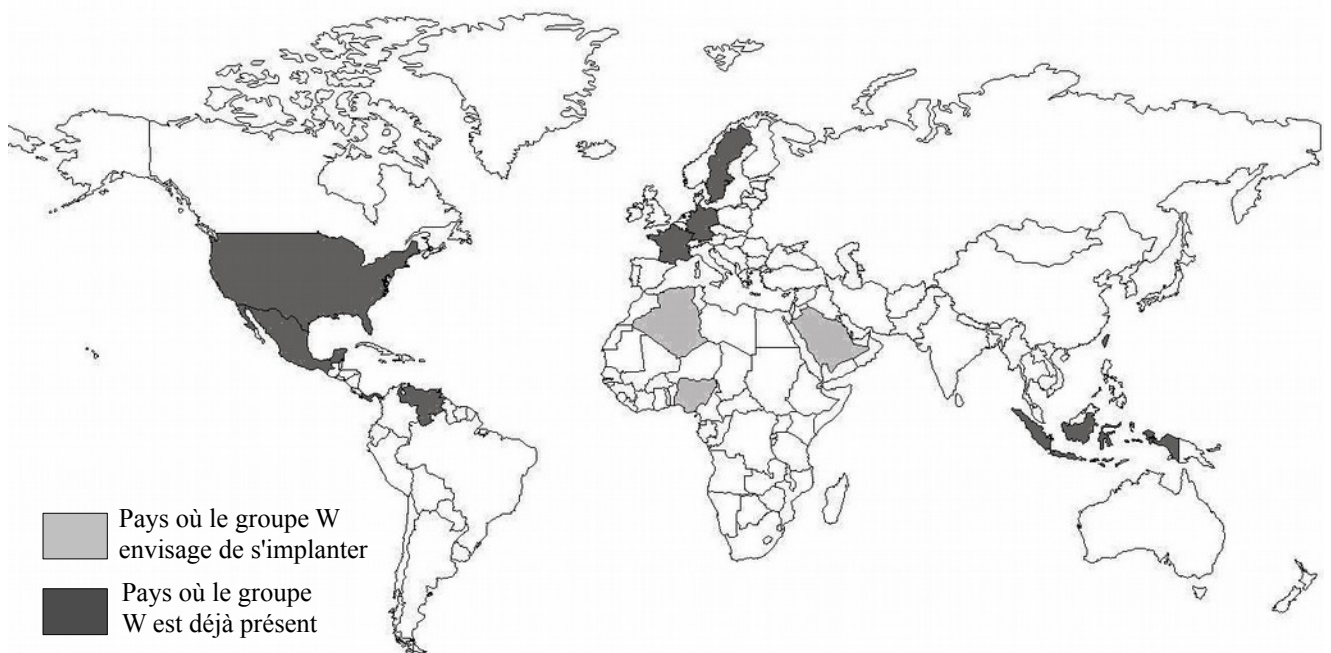 Pays où le groupe W
envisage de s'implanter
Pays où le groupe
W est déjà présent